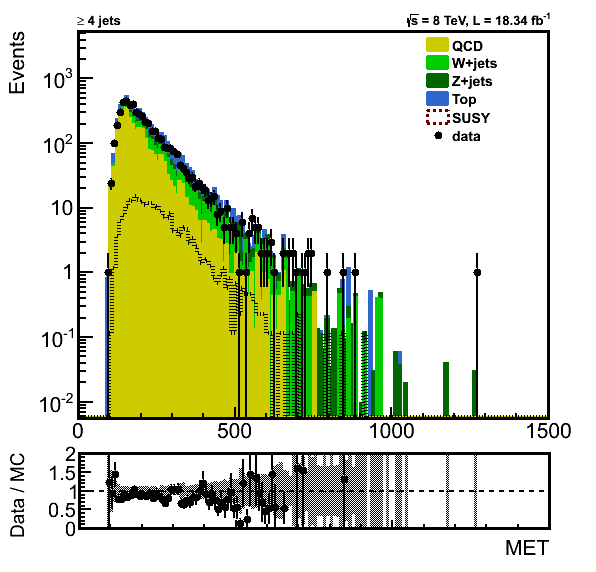 ≥ 4 jets
√s = 8 TeV, L = 18.34 fb⁻¹
Events
QCD
W+jets
Z+jets
Top
SUSY
data
10³
10²
10
1
10⁻¹
10⁻²
0 500 1000 1500
Data / MC
2
1.5
1
0.5
0
MET